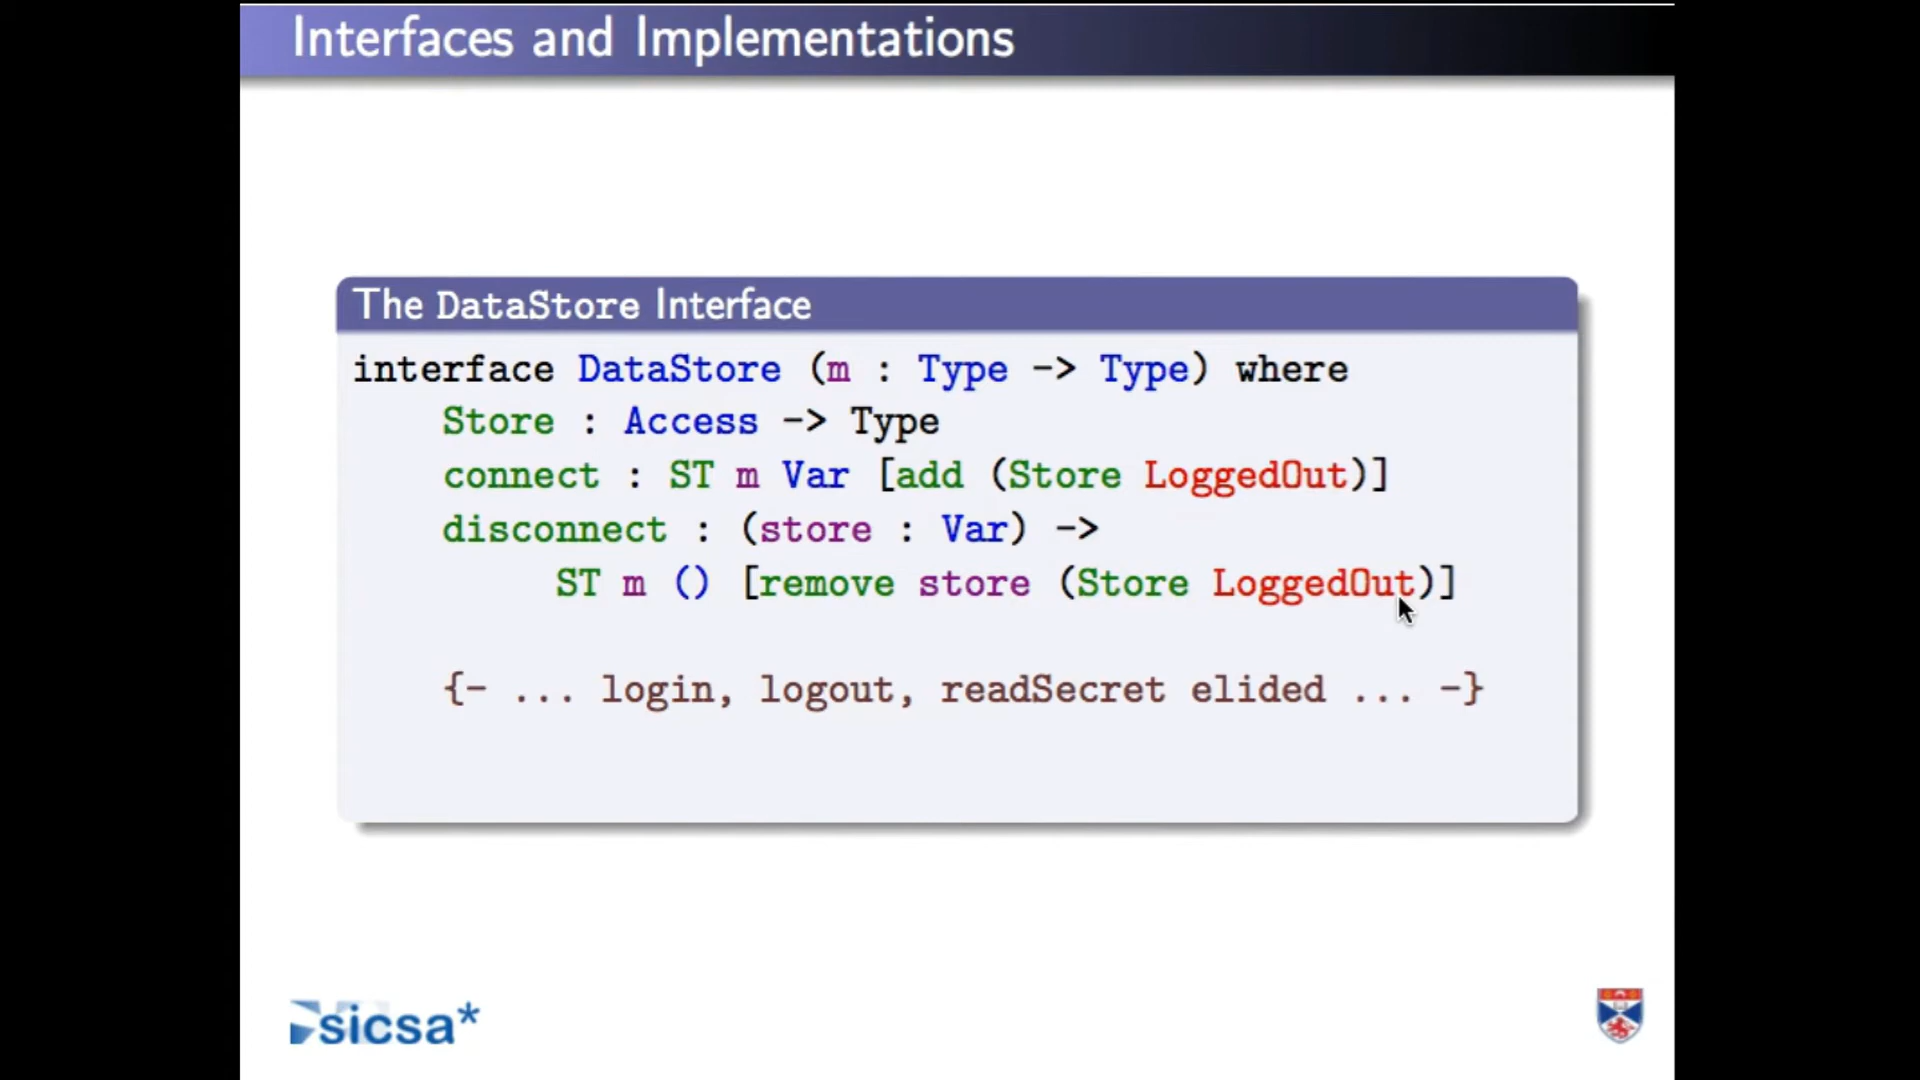 Interfaces and Implementations
The DataStore Interface
interface DataStore (m : Type -> Type) where
Store : Access -> Type
connect : ST m Var [add (Store LoggedOut)]
disconnect : (store : Var) ->
ST m () [remove store (Store LoggedOut)]
{- ... login, logout, readSecret elided ... -}
sicsa*